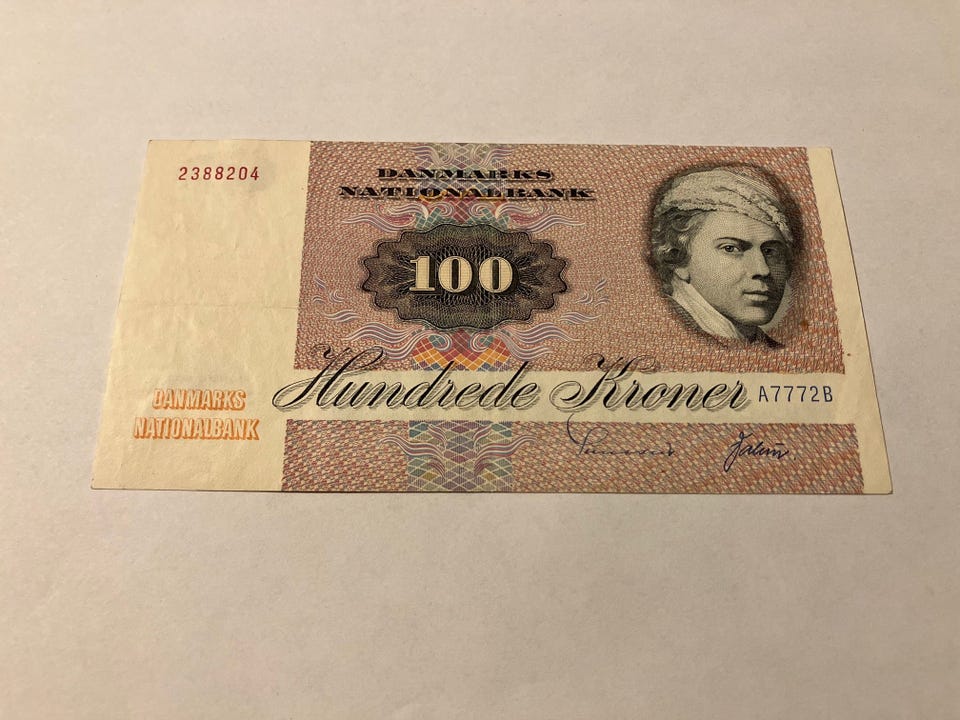 2388204
DANMARKS
NATIONALBANK
100
Hundrede Kroner
A7772B
DANMARKS
NATIONALBANK